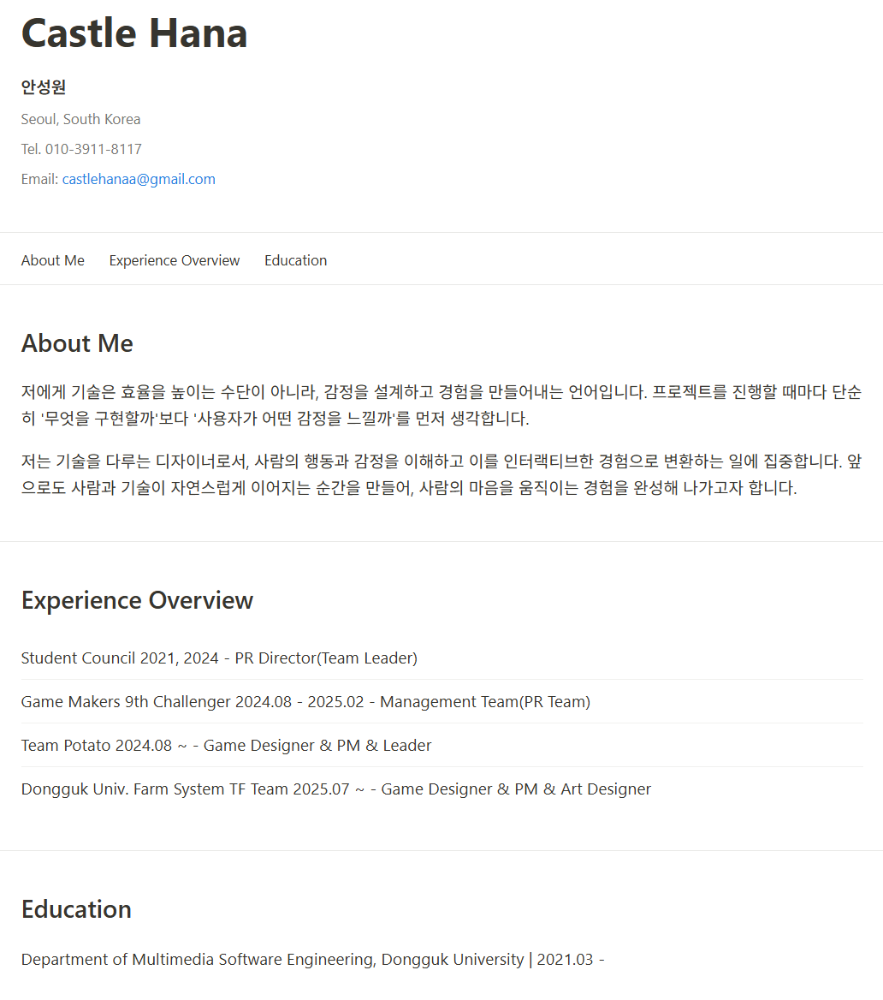 Castle Hana
안성원
Seoul, South Korea
Tel. 010-3911-8117
Email: castlehanaa@gmail.com
About Me Experience Overview Education
About Me
저에게 기술은 효율을 높이는 수단이 아니라, 감정을 설계하고 경험을 만들어내는 언어입니다. 프로젝트를 진행할 때마다 단순
히 '무엇을 구현할까'보다 '사용자가 어떤 감정을 느낄까'를 먼저 생각합니다.
저는 기술을 다루는 디자이너로서, 사람의 행동과 감정을 이해하고 이를 인터랙티브한 경험으로 변환하는 일에 집중합니다. 앞
으로도 사람과 기술이 자연스럽게 이어지는 순간을 만들어, 사람의 마음을 움직이는 경험을 완성해 나가고자 합니다.
Experience Overview
Student Council 2021, 2024 - PR Director(Team Leader)
Game Makers 9th Challenger 2024.08 - 2025.02 - Management Team(PR Team)
Team Potato 2024.08 ~ - Game Designer & PM & Leader
Dongguk Univ. Farm System TF Team 2025.07 ~ - Game Designer & PM & Art Designer
Education
Department of Multimedia Software Engineering, Dongguk University | 2021.03 -